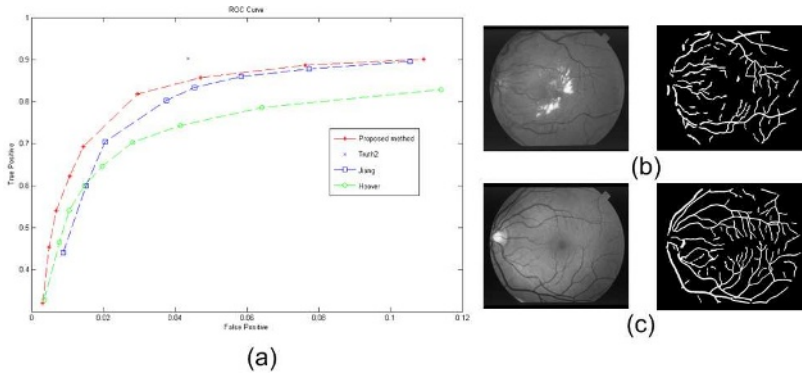 ROC Curve
1
0.9
0.8
0.7
0.6
0.5
0.4
True Positive
Proposed method
Truth2
Jiang
Hoover
0
0.02
0.04
0.06
0.08
0.1
0.12
False Positive
(a)
(b)
(c)